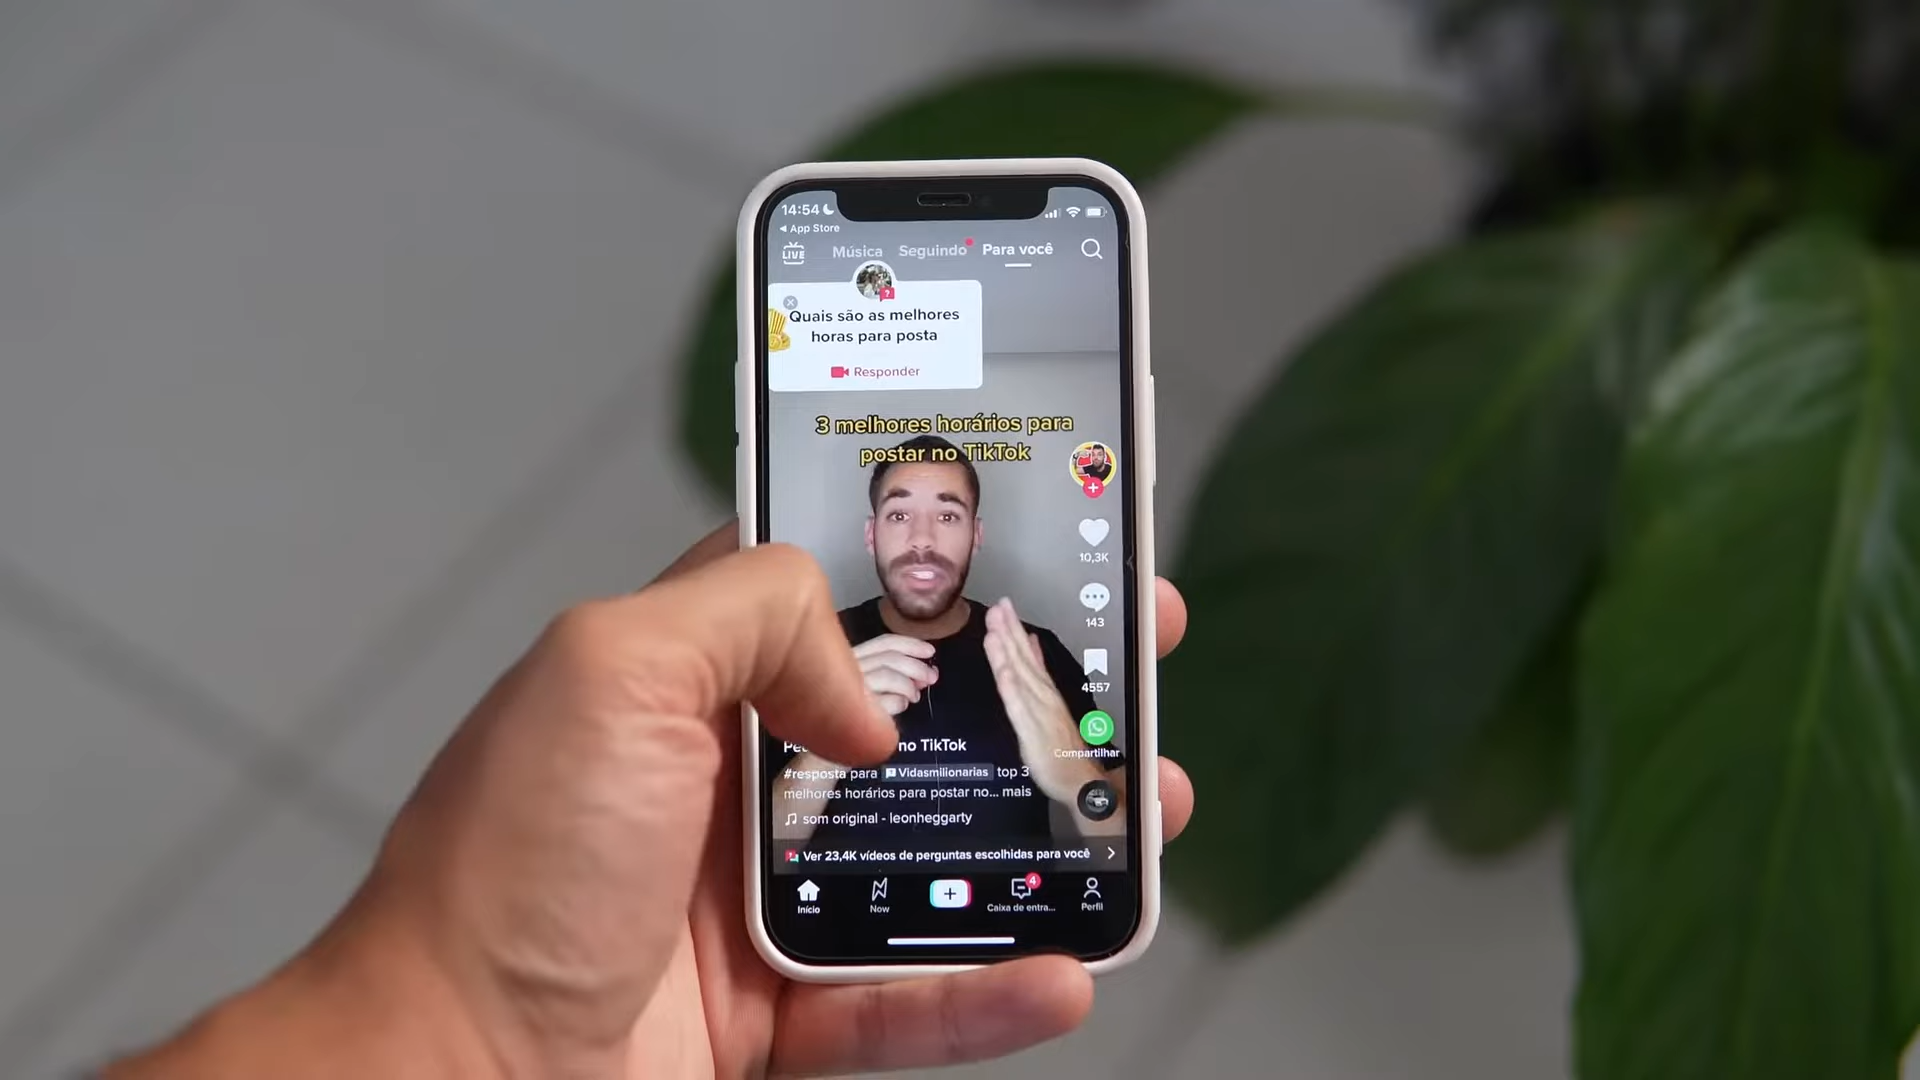 14:54
App Store
LIVE
Música Seguindo Para você
Quais são as melhores
horas para posta
Responder
3 melhores horários para
postar no TikTok
10,3K
143
4557
Compartilhar
no TikTok
#resposta para Vidasmilionarias top 3
melhores horários para postar no... mais
som original - leonheggarty
Ver 23,4K vídeos de perguntas escolhidas para você
4
Início Now Caixa de entra... Perfil